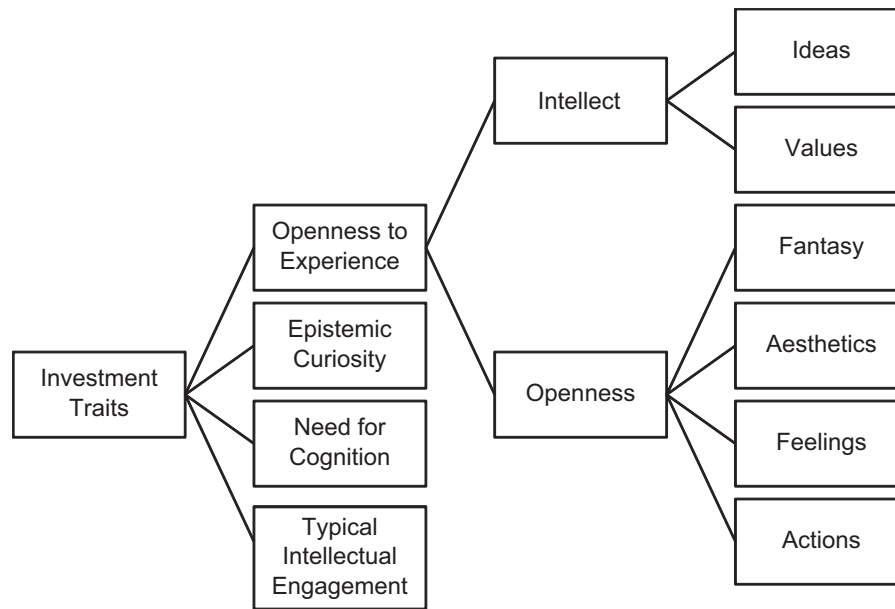 Ideas
Intellect
Values
Openness to
Experience
Fantasy
Epistemic
Curiosity
Aesthetics
Investment
Traits
Openness
Need for
Cognition
Feelings
Typical
Intellectual
Engagement
Actions